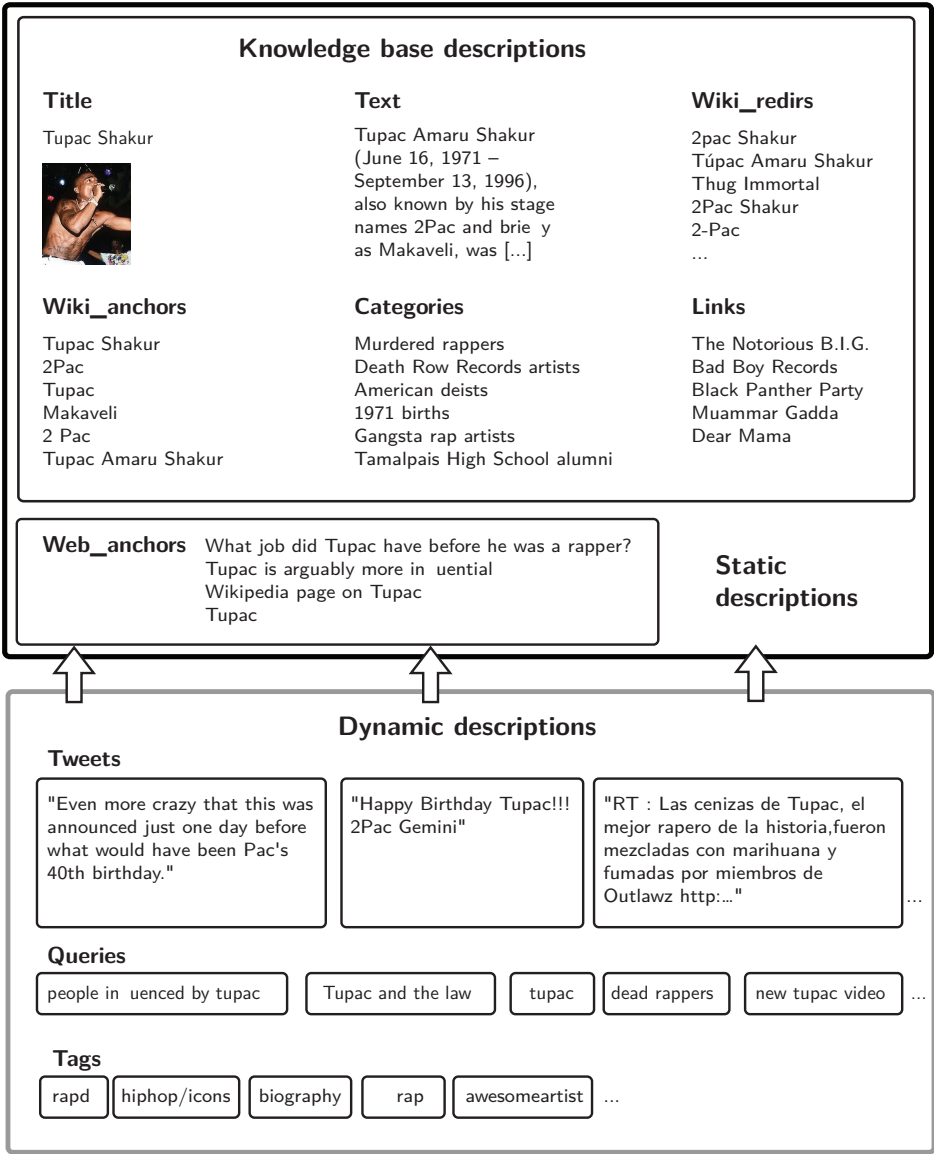 Knowledge base descriptions
Title
Tupac Shakur
Text
Tupac Amaru Shakur
(June 16, 1971 –
September 13, 1996),
also known by his stage
names 2Pac and brie y
as Makaveli, was [...]
Wiki_redirs
2pac Shakur
Túpac Amaru Shakur
Thug Immortal
2Pac Shakur
2-Pac
...
Wiki_anchors
Tupac Shakur
2Pac
Tupac
Makaveli
2 Pac
Tupac Amaru Shakur
Categories
Murdered rappers
Death Row Records artists
American deists
1971 births
Gangsta rap artists
Tamalpais High School alumni
Links
The Notorious B.I.G.
Bad Boy Records
Black Panther Party
Muammar Gadda
Dear Mama
Web_anchors
What job did Tupac have before he was a rapper?
Tupac is arguably more in uential
Wikipedia page on Tupac
Tupac
Static
descriptions
Dynamic descriptions
Tweets
"Even more crazy that this was
announced just one day before
what would have been Pac's
40th birthday."
"Happy Birthday Tupac!!!
2Pac Gemini"
"RT : Las cenizas de Tupac, el
mejor rapero de la historia,fueron
mezcladas con marihuana y
fumadas por miembros de
Outlawz http:…"
...
Queries
people in uenced by tupac
Tupac and the law
tupac
dead rappers
new tupac video
...
Tags
rapd
hiphop/icons
biography
rap
awesomeartist
...